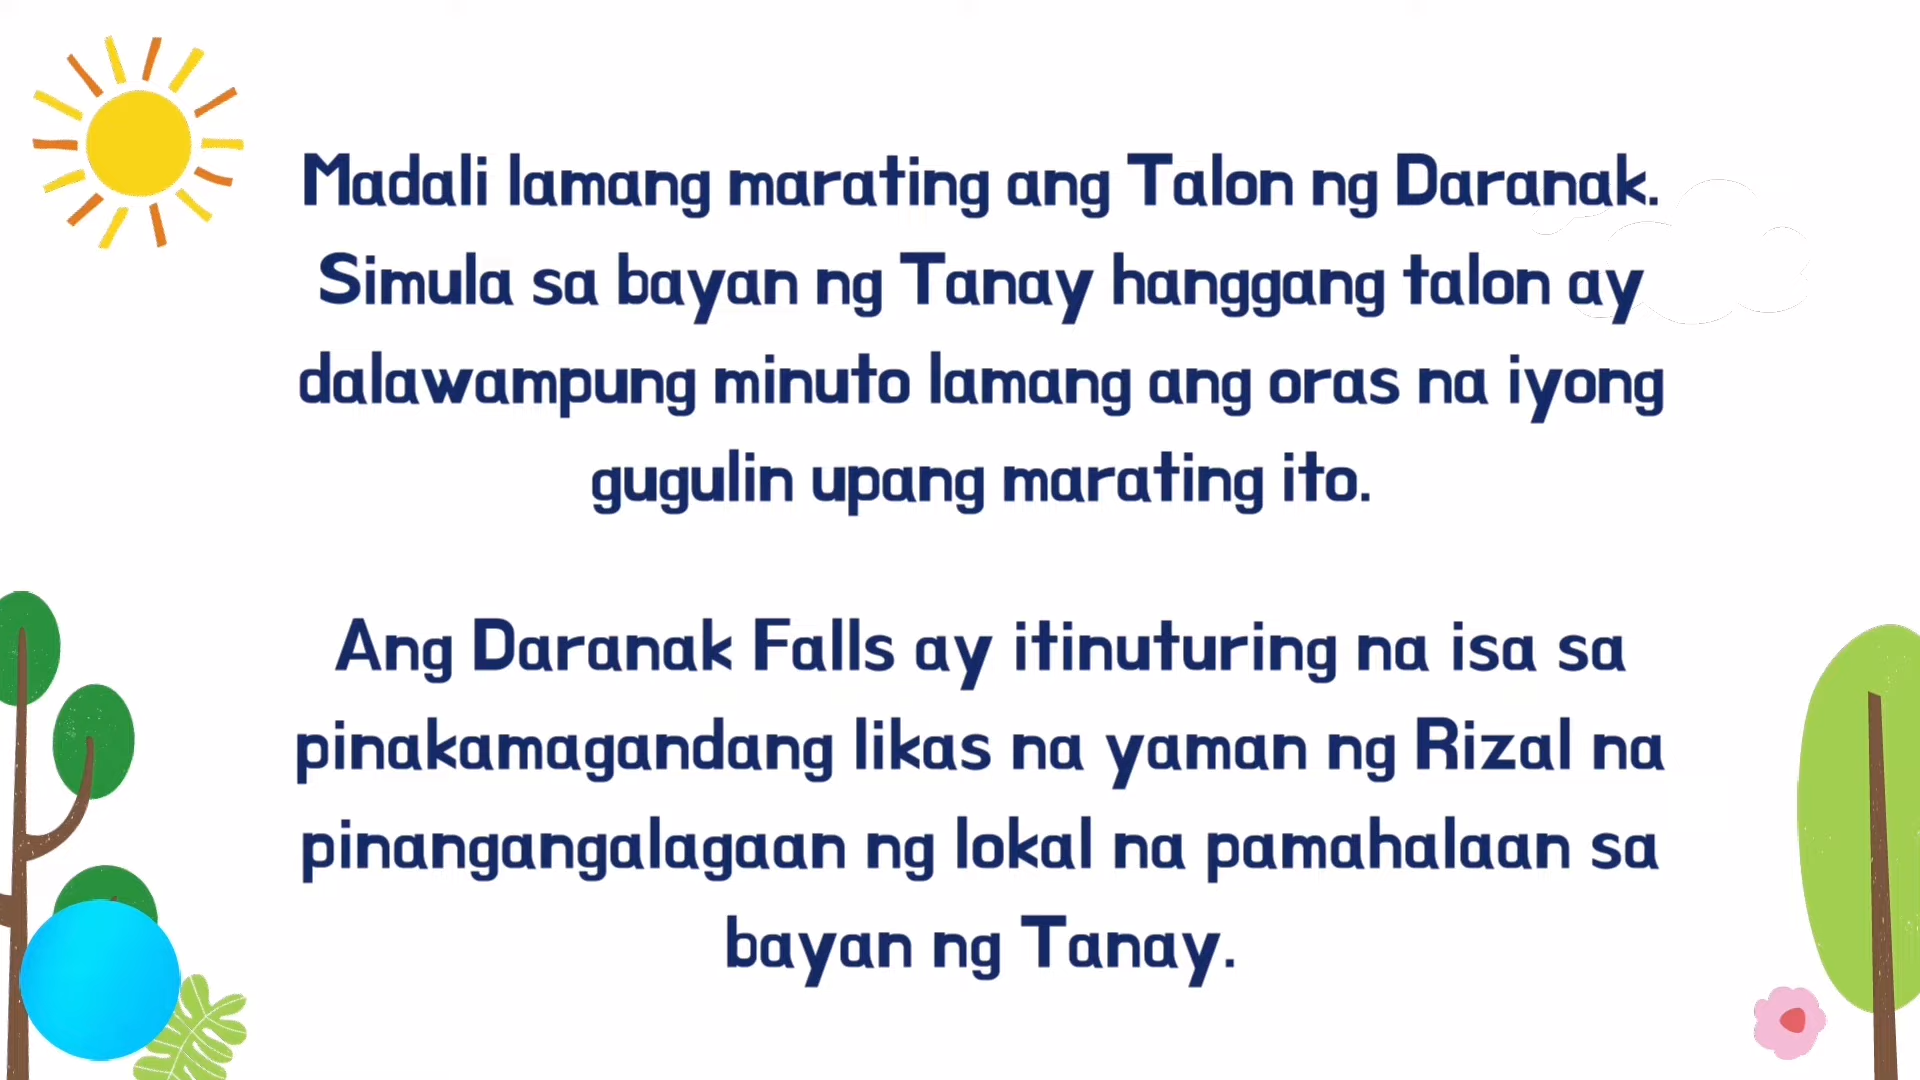 Madali lamang marating ang Talon ng Daranak.
Simula sa bayan ng Tanay hanggang talon ay
dalawampung minuto lamang ang oras na iyong
gugulin upang marating ito.
Ang Daranak Falls ay itinuturing na isa sa
pinakamagandang likas na yaman ng Rizal na
pinangangalagaan ng lokal na pamahalaan sa
bayan ng Tanay.